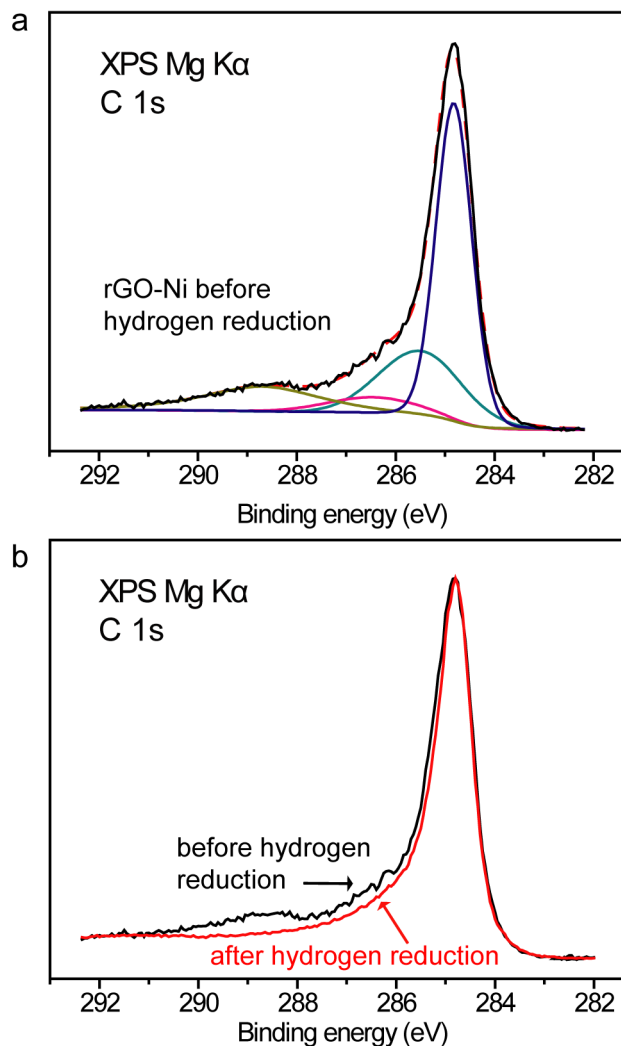 a
XPS Mg Kα
C 1s
rGO-Ni before
hydrogen reduction
292 290 288 286 284 282
Binding energy (eV)
b
XPS Mg Kα
C 1s
before hydrogen
reduction
after hydrogen reduction
292 290 288 286 284 282
Binding energy (eV)